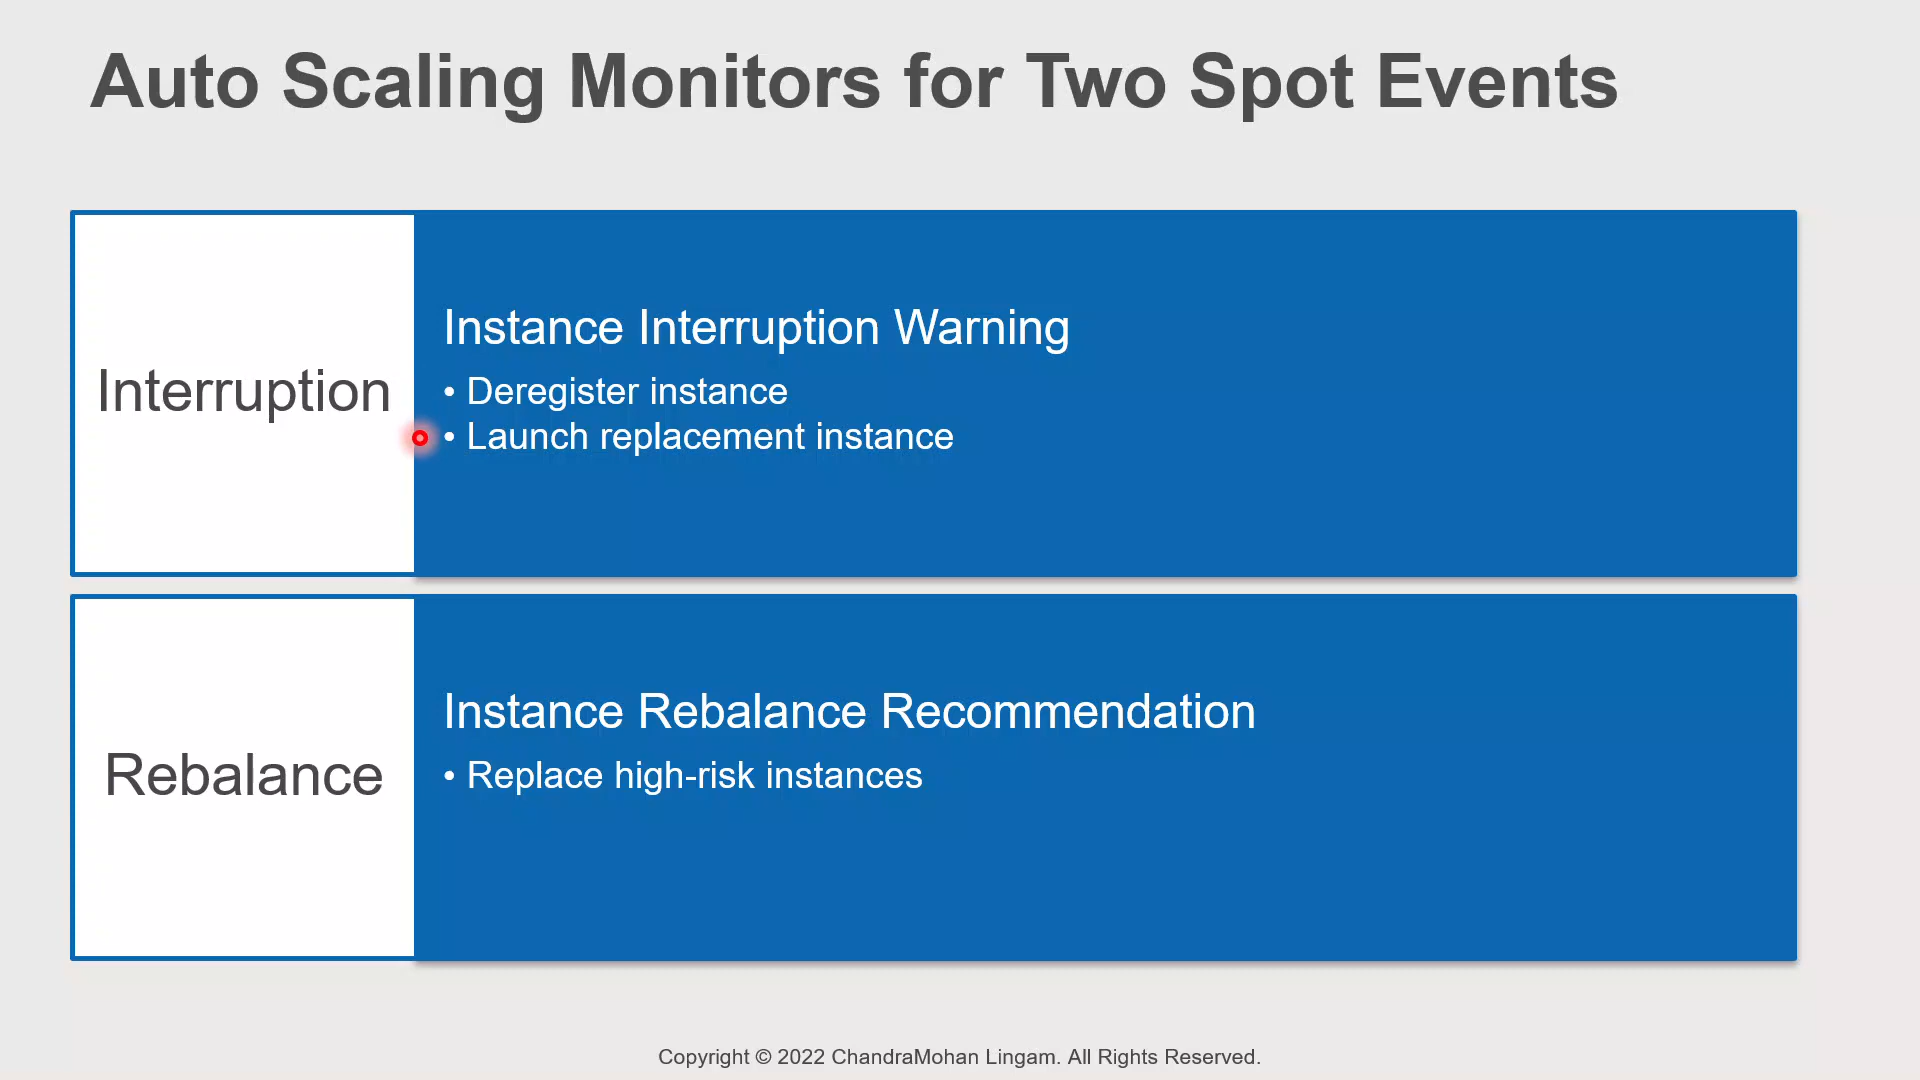 Auto Scaling Monitors for Two Spot Events
Interruption
Instance Interruption Warning
• Deregister instance
• Launch replacement instance
Rebalance
Instance Rebalance Recommendation
• Replace high-risk instances
Copyright © 2022 ChandraMohan Lingam. All Rights Reserved.